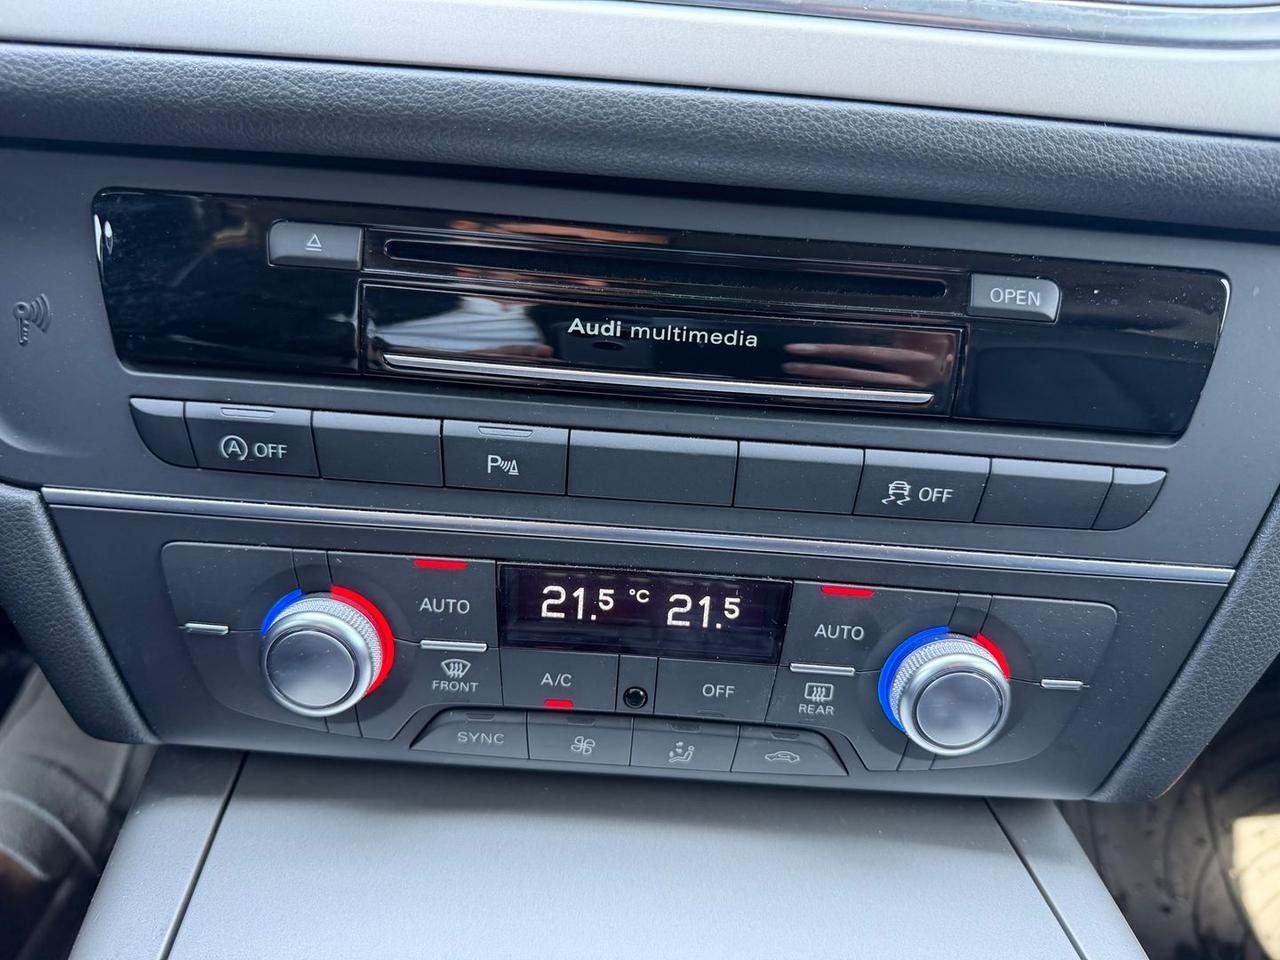 OPEN
Audi multimedia
A OFF
P
OFF
AUTO
21.5 °C 21.5
AUTO
FRONT
A/C
OFF
REAR
SYNC